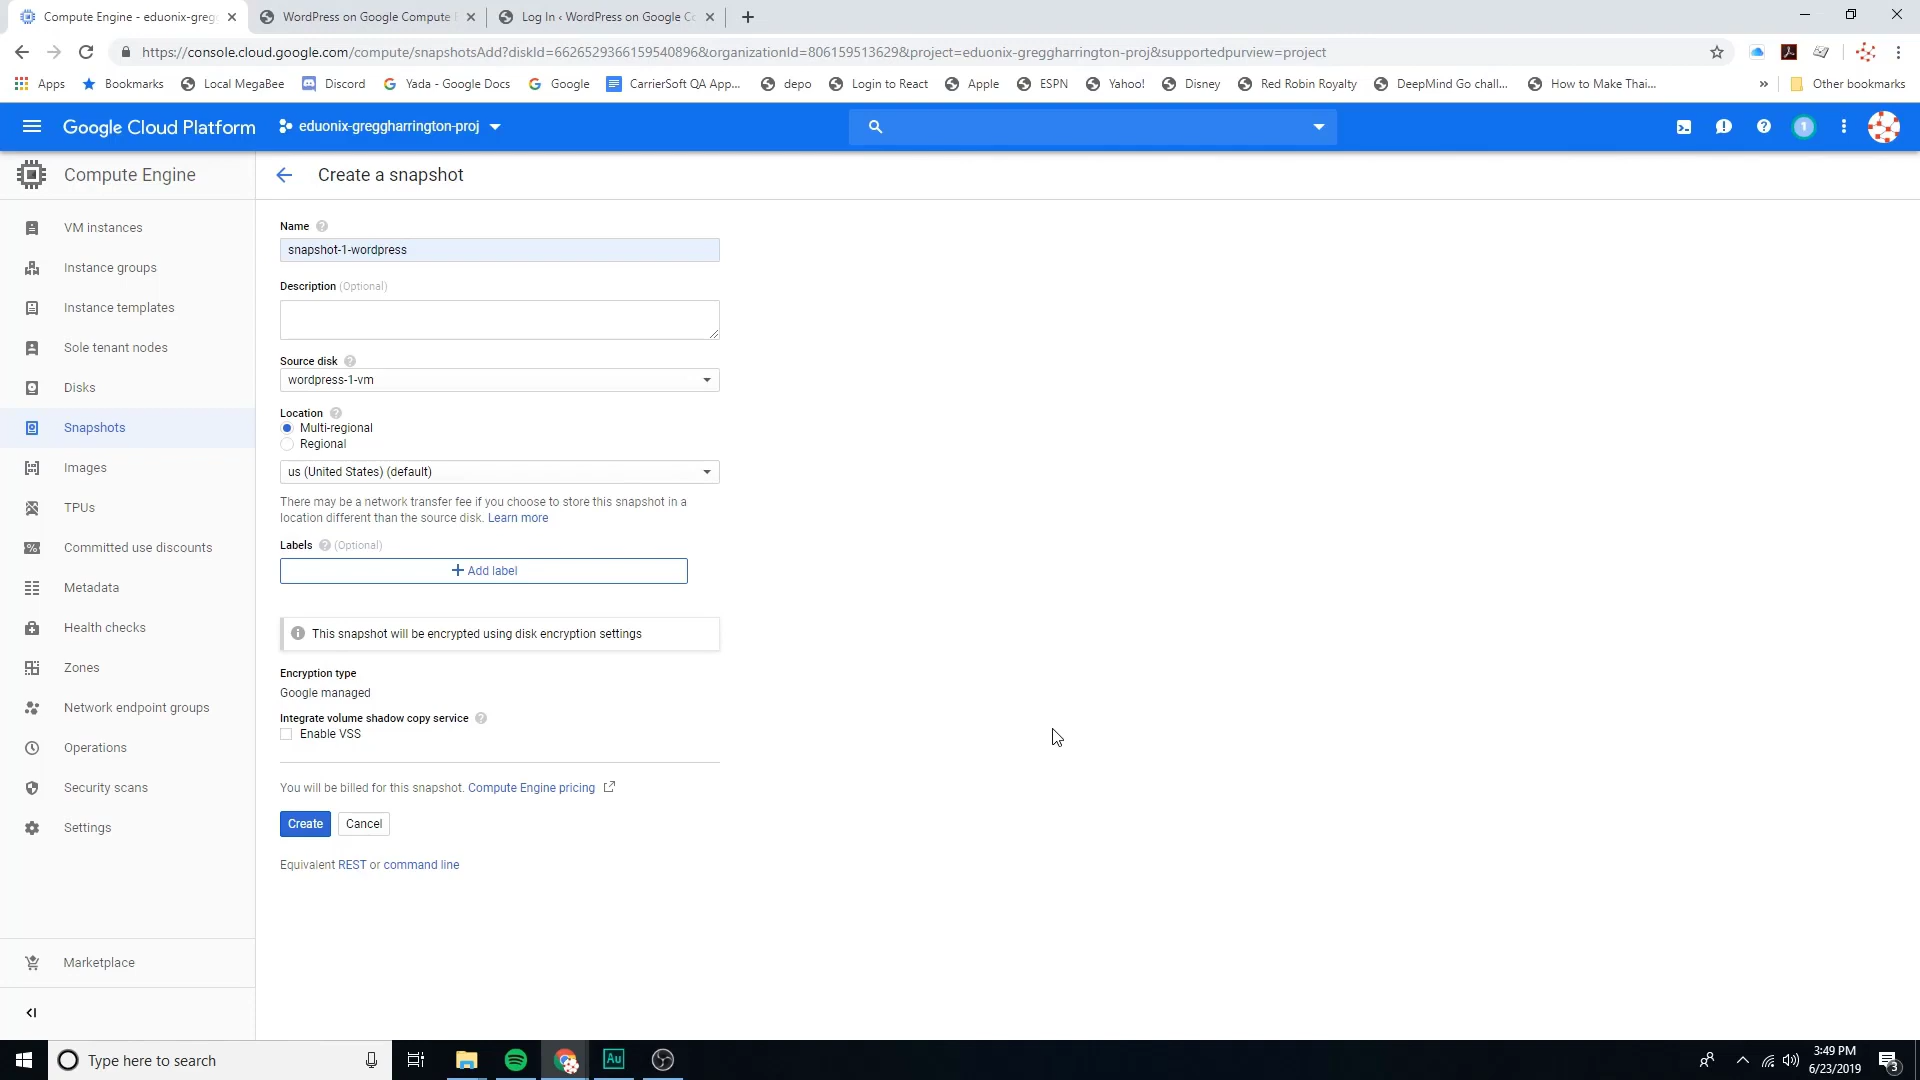 Compute Engine - eduonix-greg
WordPress on Google Compute E
Log In ‹ WordPress on Google Co
https://console.cloud.google.com/compute/snapshotsAdd?diskId=6626529366159540896&organizationId=806159513629&project=eduonix-greggharrington-proj&supportedpurview=project
Apps
Bookmarks
Local MegaBee
Discord
Yada - Google Docs
Google
CarrierSoft QA App...
depo
Login to React
Apple
ESPN
Yahoo!
Disney
Red Robin Royalty
DeepMind Go chall...
How to Make Thai...
»
Other bookmarks
Google Cloud Platform
eduonix-greggharrington-proj
1
Compute Engine
Create a snapshot
VM instances
Instance groups
Instance templates
Sole tenant nodes
Disks
Snapshots
Images
TPUs
Committed use discounts
Metadata
Health checks
Zones
Network endpoint groups
Operations
Security scans
Settings
Marketplace
Name
snapshot-1-wordpress
Description (Optional)
Source disk
wordpress-1-vm
Location
Multi-regional
Regional
us (United States) (default)
There may be a network transfer fee if you choose to store this snapshot in a
location different than the source disk. Learn more
Labels (Optional)
Add label
This snapshot will be encrypted using disk encryption settings
Encryption type
Google managed
Integrate volume shadow copy service
Enable VSS
You will be billed for this snapshot. Compute Engine pricing
Create
Cancel
Equivalent REST or command line
Type here to search
Au
3:49 PM
6/23/2019
3